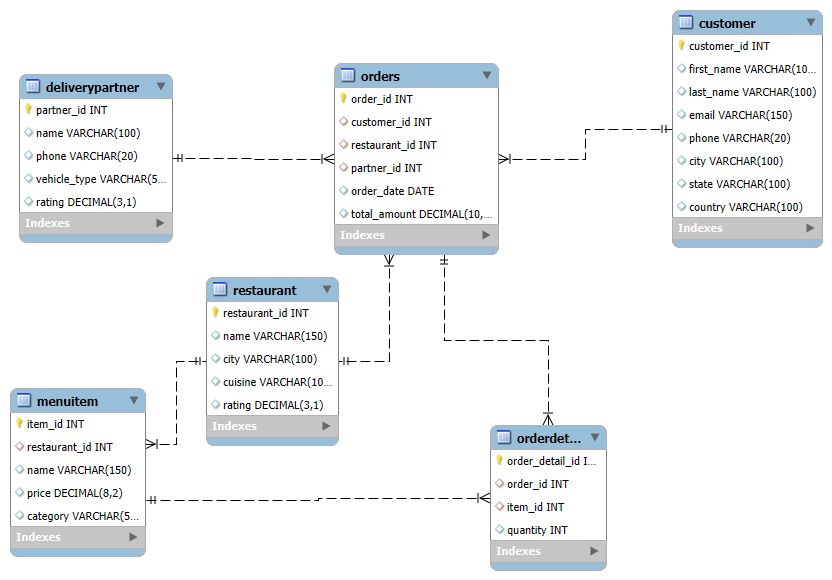 customer
customer_id INT
first_name VARCHAR(10...
last_name VARCHAR(100)
email VARCHAR(150)
phone VARCHAR(20)
city VARCHAR(100)
state VARCHAR(100)
country VARCHAR(100)
Indexes
deliverypartner
partner_id INT
name VARCHAR(100)
phone VARCHAR(20)
vehicle_type VARCHAR(5...
rating DECIMAL(3,1)
Indexes
orders
order_id INT
customer_id INT
restaurant_id INT
partner_id INT
order_date DATE
total_amount DECIMAL(10,...
Indexes
restaurant
restaurant_id INT
name VARCHAR(150)
city VARCHAR(100)
cuisine VARCHAR(10...
rating DECIMAL(3,1)
Indexes
menuitem
item_id INT
restaurant_id INT
name VARCHAR(150)
price DECIMAL(8,2)
category VARCHAR(5...
Indexes
orderdet...
order_detail_id I...
order_id INT
item_id INT
quantity INT
Indexes